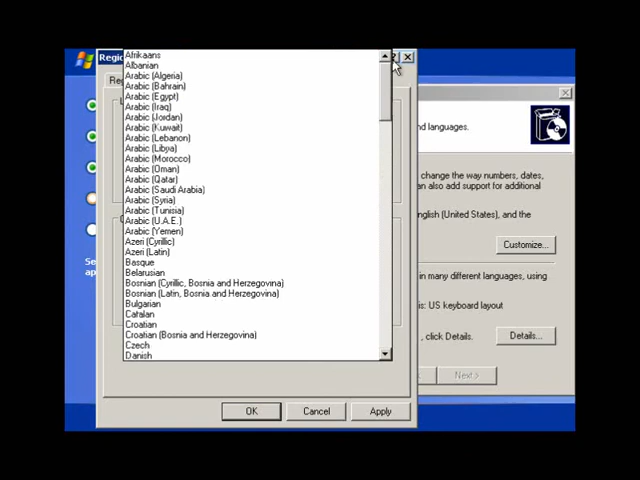 Regio
Reg
L
Afrikaans
Albanian
Arabic (Algeria)
Arabic (Bahrain)
Arabic (Egypt)
Arabic (Iraq)
Arabic (Jordan)
Arabic (Kuwait)
Arabic (Lebanon)
Arabic (Libya)
Arabic (Morocco)
Arabic (Oman)
Arabic (Qatar)
Arabic (Saudi Arabia)
Arabic (Syria)
Arabic (Tunisia)
Arabic (U.A.E.)
Arabic (Yemen)
Azeri (Cyrillic)
Azeri (Latin)
Basque
Belarusian
Bosnian (Cyrillic, Bosnia and Herzegovina)
Bosnian (Latin, Bosnia and Herzegovina)
Bulgarian
Catalan
Croatian
Croatian (Bosnia and Herzegovina)
Czech
Danish
OK Cancel Apply
nd languages.
change the way numbers, dates,
an also add support for additional
nglish (United States), and the
Customize...
in many different languages, using
is: US keyboard layout
, click Details.
Details...
Next>
Se
ap